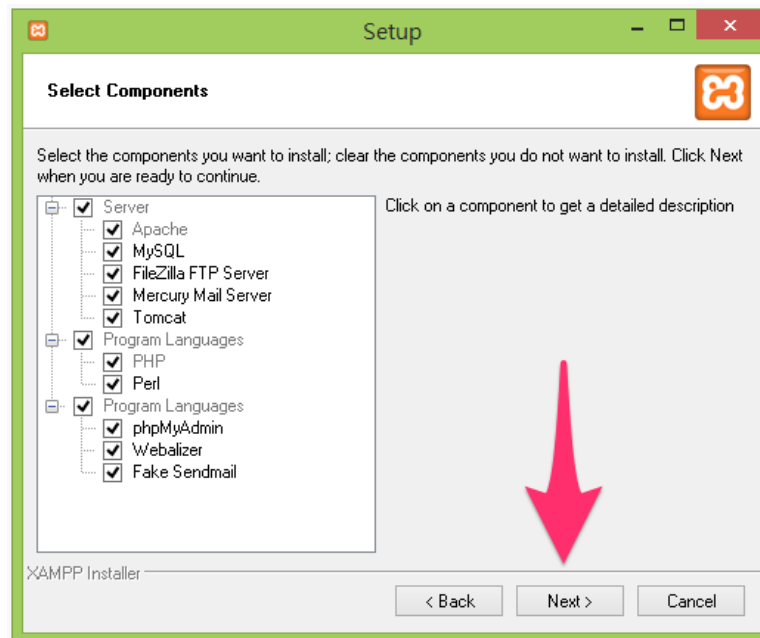 Setup
Select Components
Select the components you want to install; clear the components you do not want to install. Click Next
when you are ready to continue.
Server
Apache
MySQL
FileZilla FTP Server
Mercury Mail Server
Tomcat
Program Languages
PHP
Perl
Program Languages
phpMyAdmin
Webalizer
Fake Sendmail
Click on a component to get a detailed description
XAMPP Installer
< Back
Next >
Cancel